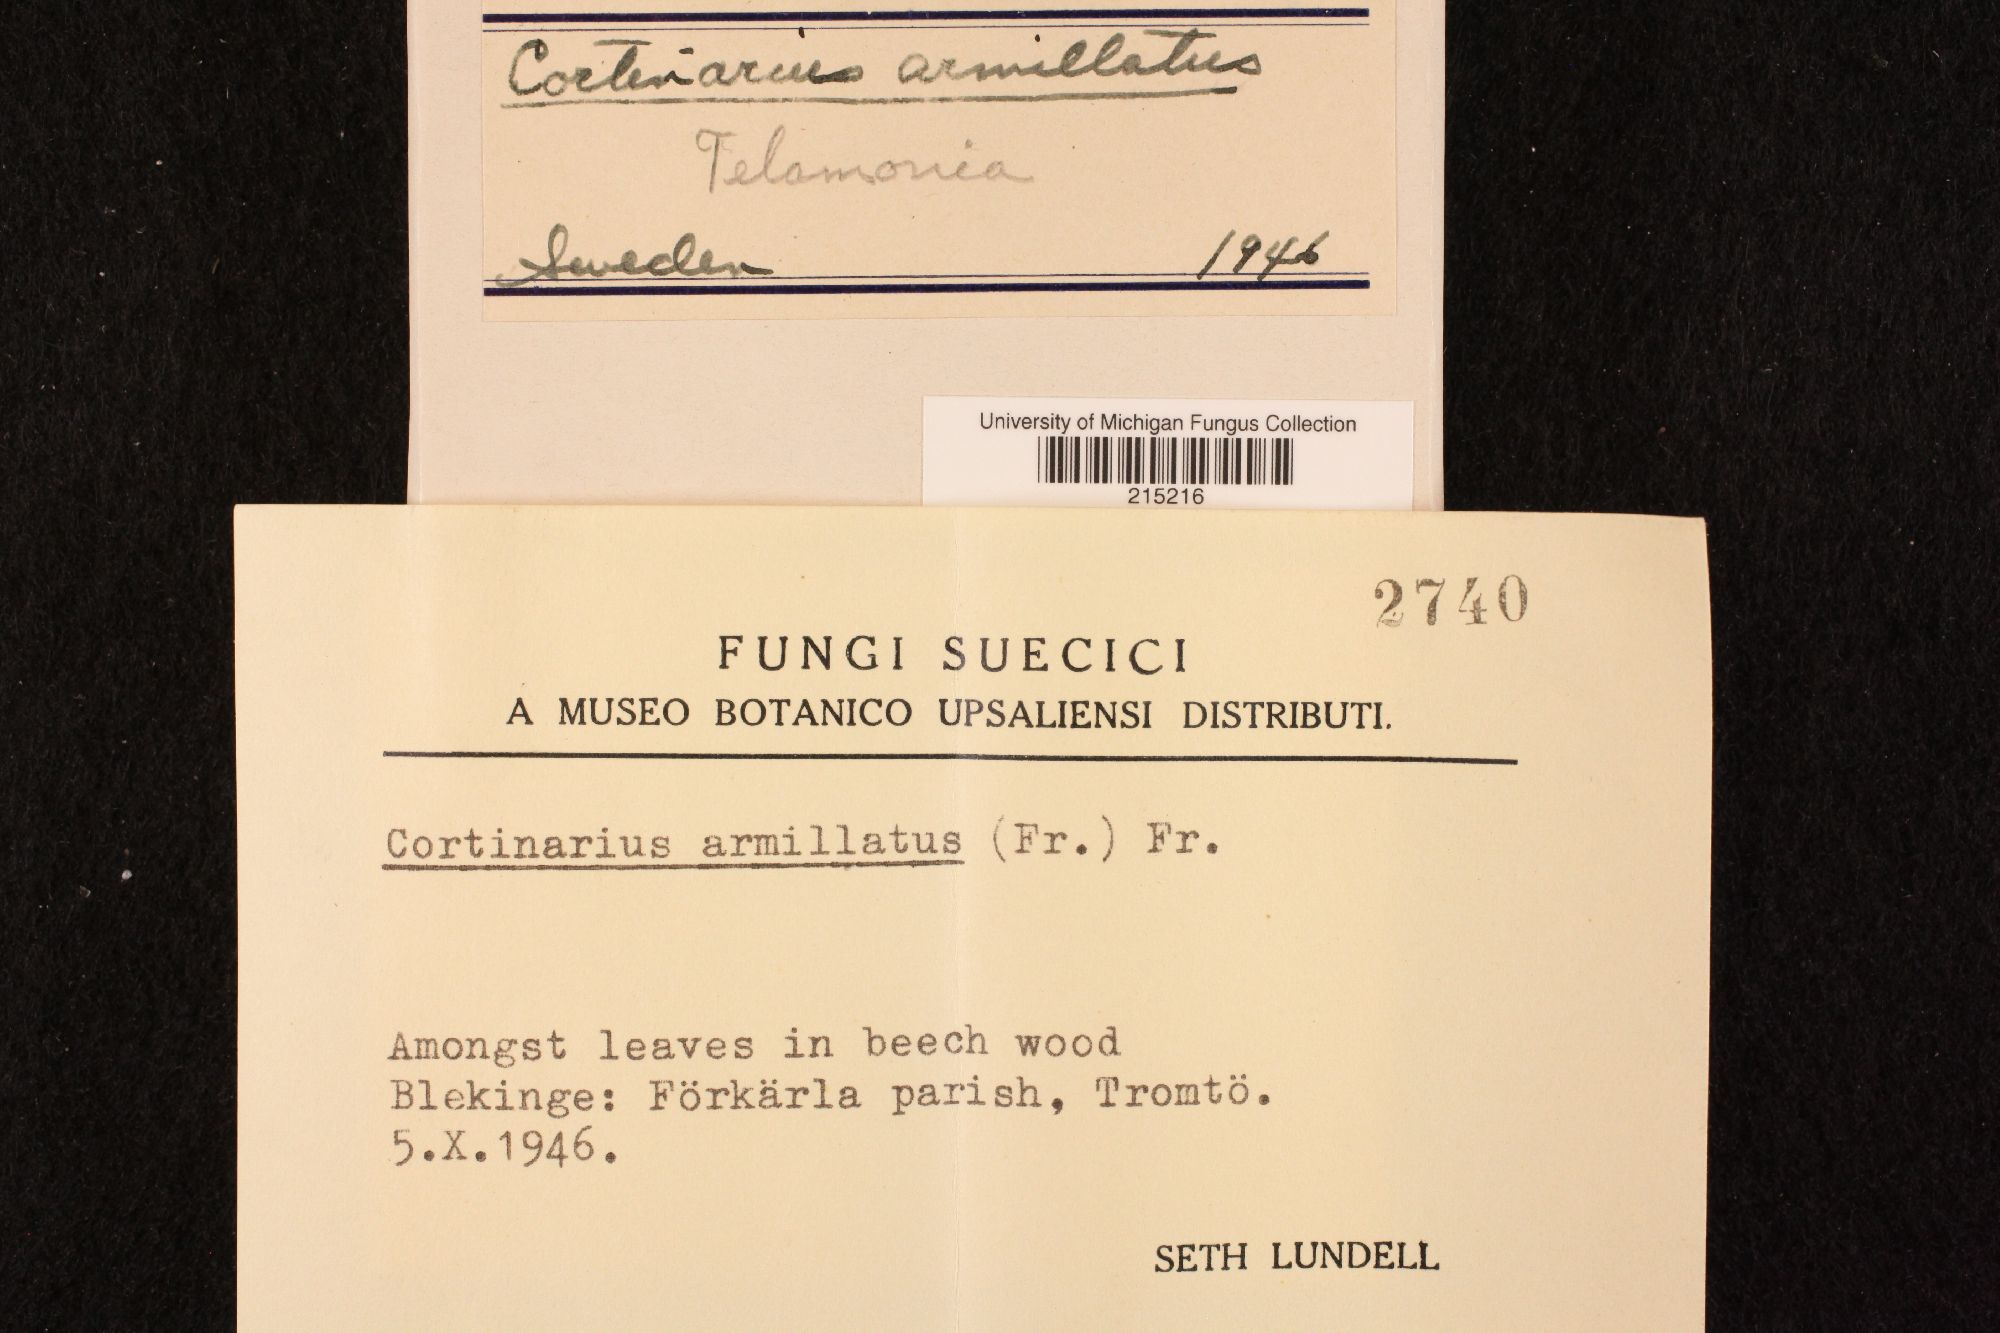 Cortinarius armillatus
Telamonia
Sweden 1946
University of Michigan Fungus Collection
215216
2740
FUNGI SUECICI
A MUSEO BOTANICO UPSALIENSI DISTRIBUTI.
Cortinarius armillatus (Fr.) Fr.
Amongst leaves in beech wood
Blekinge: Förkärla parish, Tromtö.
5.X.1946.
SETH LUNDELL